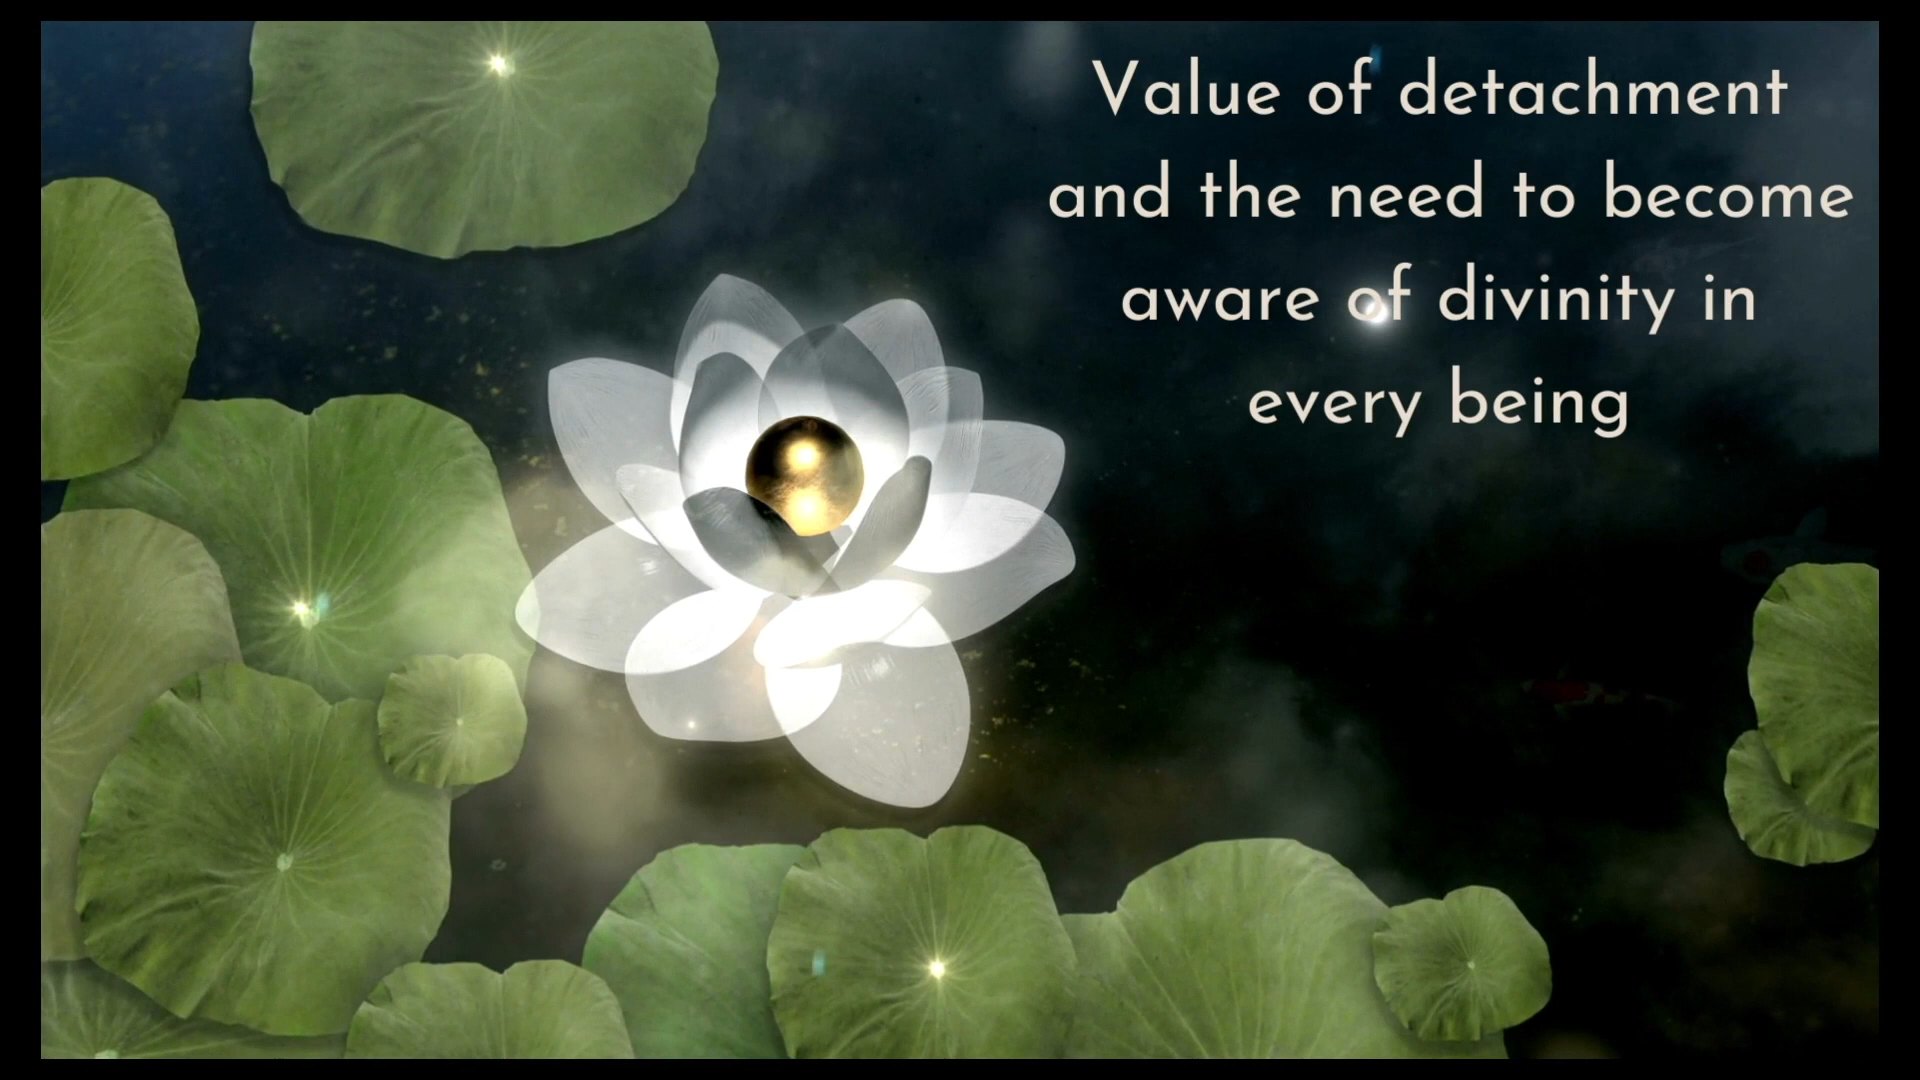 Value of detachment
and the need to become
aware of divinity in
every being